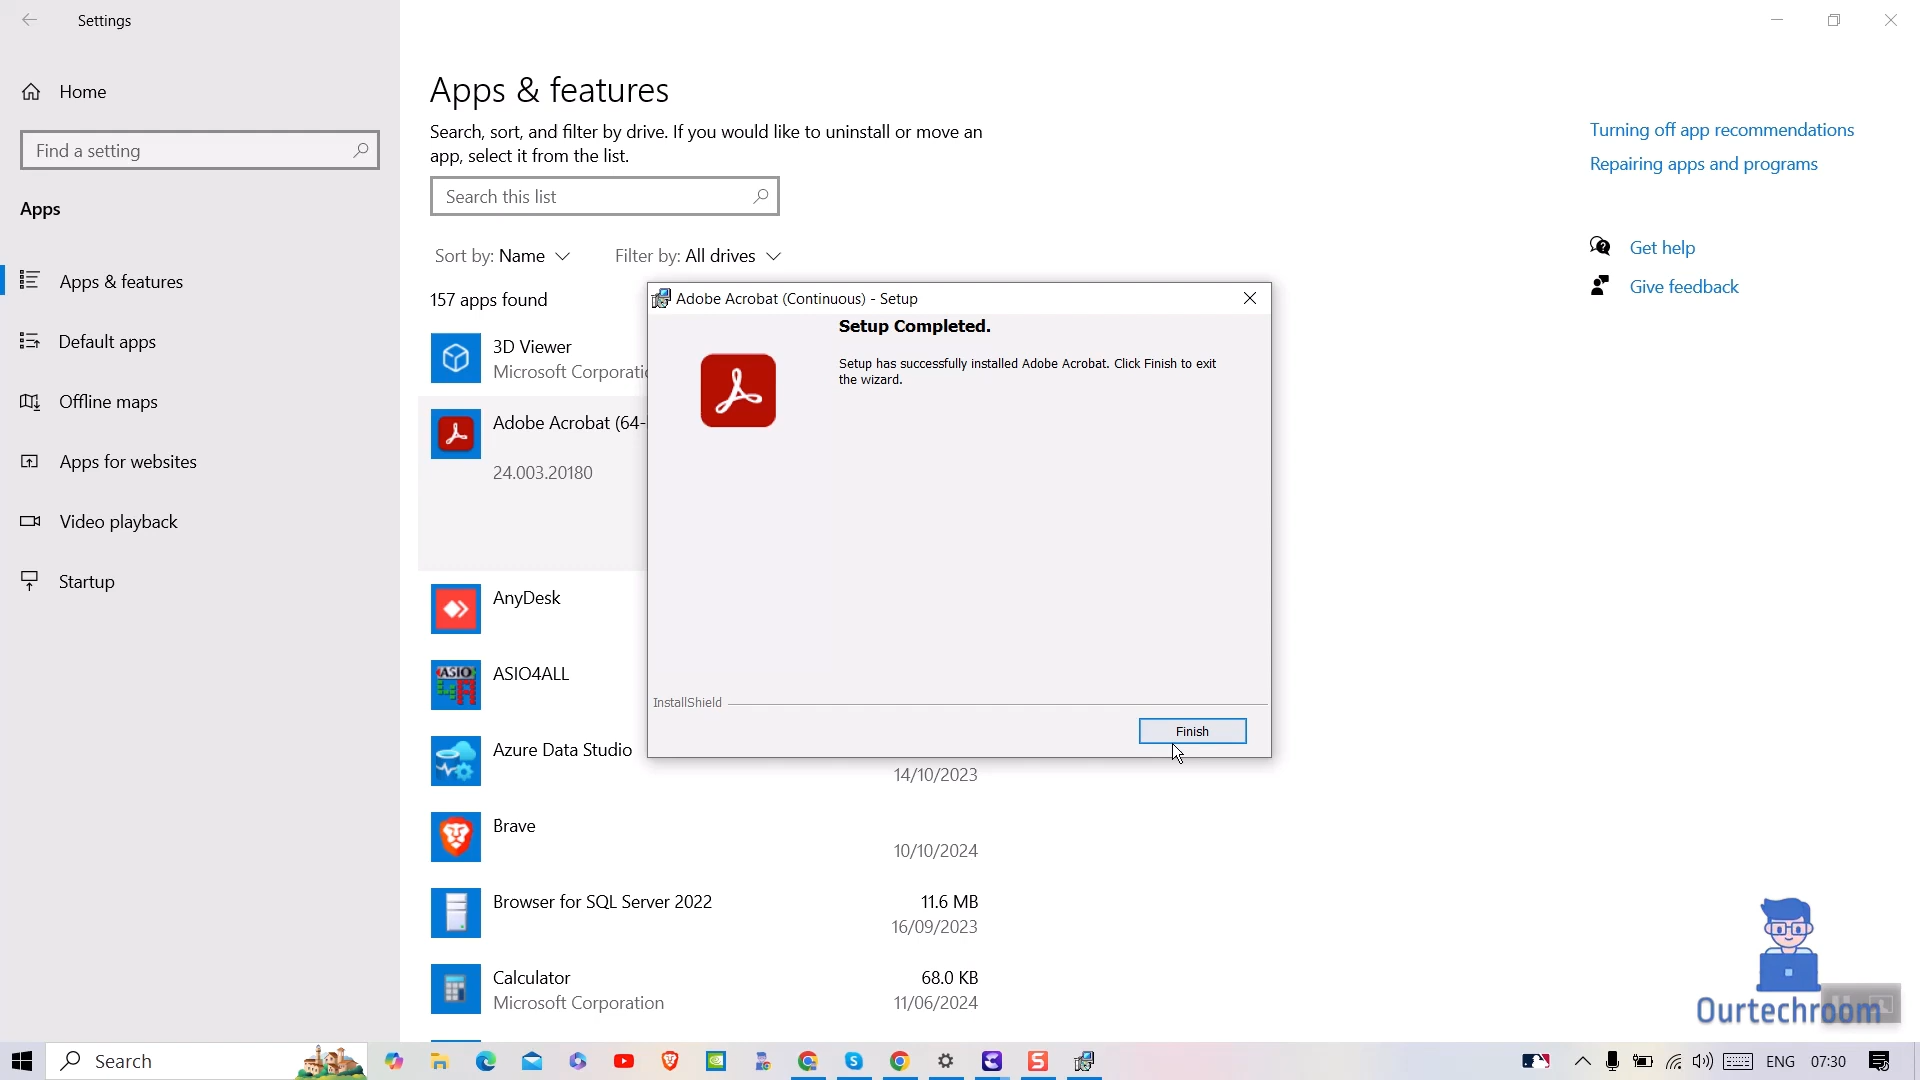 Settings
Home
Find a setting
Apps
Apps & features
Default apps
Offline maps
Apps for websites
Video playback
Startup
Apps & features
Search, sort, and filter by drive. If you would like to uninstall or move an
app, select it from the list.
Search this list
Sort by: Name
Filter by: All drives
157 apps found
3D Viewer
Microsoft Corporatio
Adobe Acrobat (64-
24.003.20180
AnyDesk
ASIO4ALL
Azure Data Studio
14/10/2023
Brave
10/10/2024
Browser for SQL Server 2022
11.6 MB
16/09/2023
Calculator
68.0 KB
Microsoft Corporation
11/06/2024
Adobe Acrobat (Continuous) - Setup
Setup Completed.
Setup has successfully installed Adobe Acrobat. Click Finish to exit
the wizard.
InstallShield
Finish
Turning off app recommendations
Repairing apps and programs
Get help
Give feedback
Ourtechroom
Search
ENG
07:30